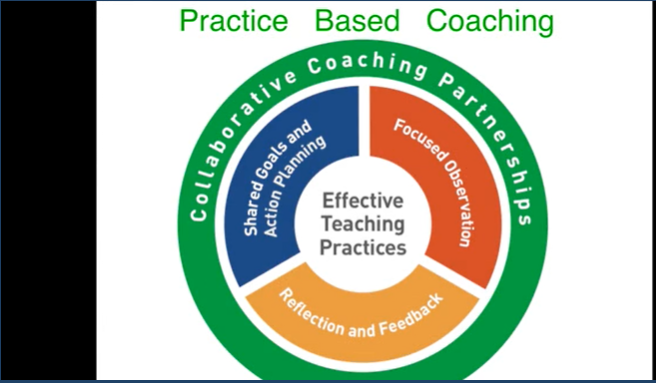 Practice Based Coaching
Collaborative Coaching Partnerships
Shared Goals and
Action Planning
Focused Observation
Effective
Teaching
Practices
Reflection and Feedback